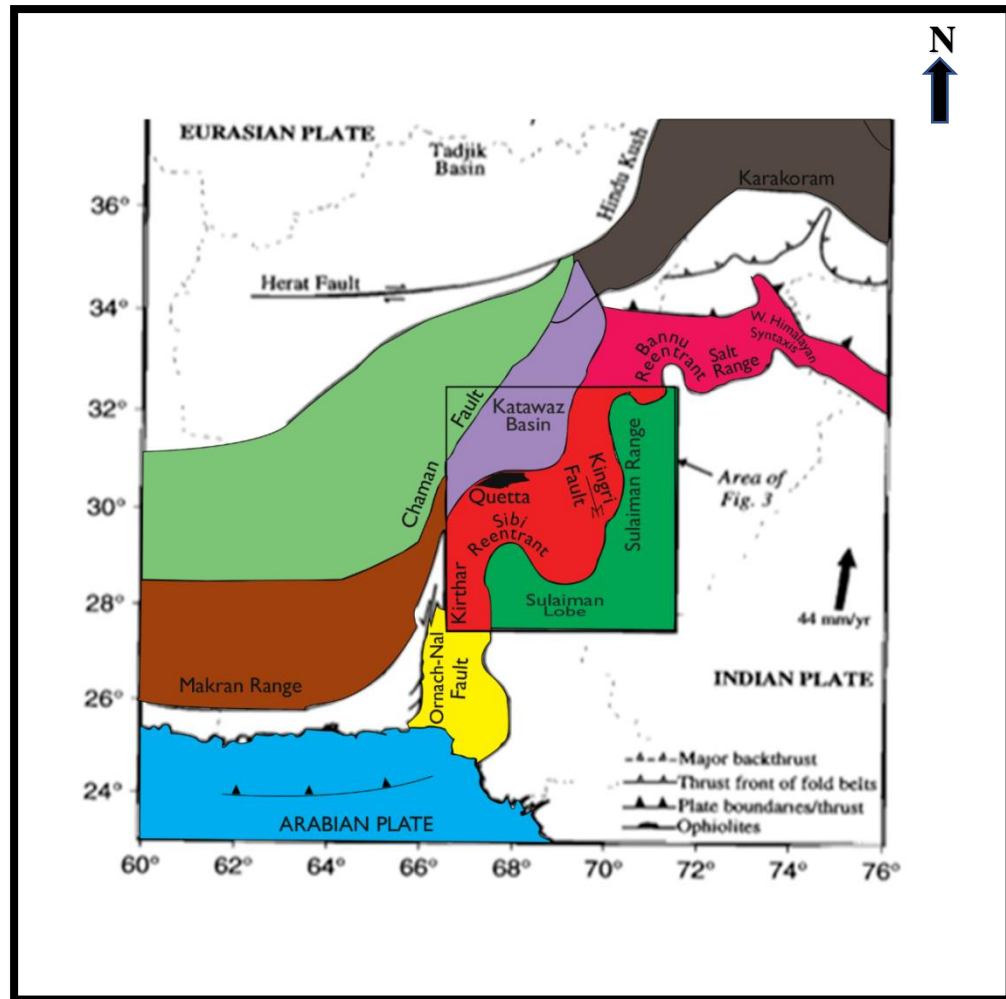 N
EURASIAN PLATE
Tadjik
Basin
Hindu Kush
Karakoram
36°
Herat Fault
34°
W. Himalayan
Syntaxis
Bannu
Reentrant
Salt
Range
32°
Chaman Fault
Katawaz
Basin
Kingri
Fault
Sulaiman Range
Area of
Fig. 3
30°
Quetta
Sibi
Reentrant
28°
Kirthar
Sulaiman
Lobe
44 mm/yr
Makran Range
Ornach-Nal
Fault
INDIAN PLATE
26°
Major backthrust
Thrust front of fold belts
Plate boundaries/thrust
Ophiolites
24°
ARABIAN PLATE
60° 62° 64° 66° 68° 70° 72° 74° 76°